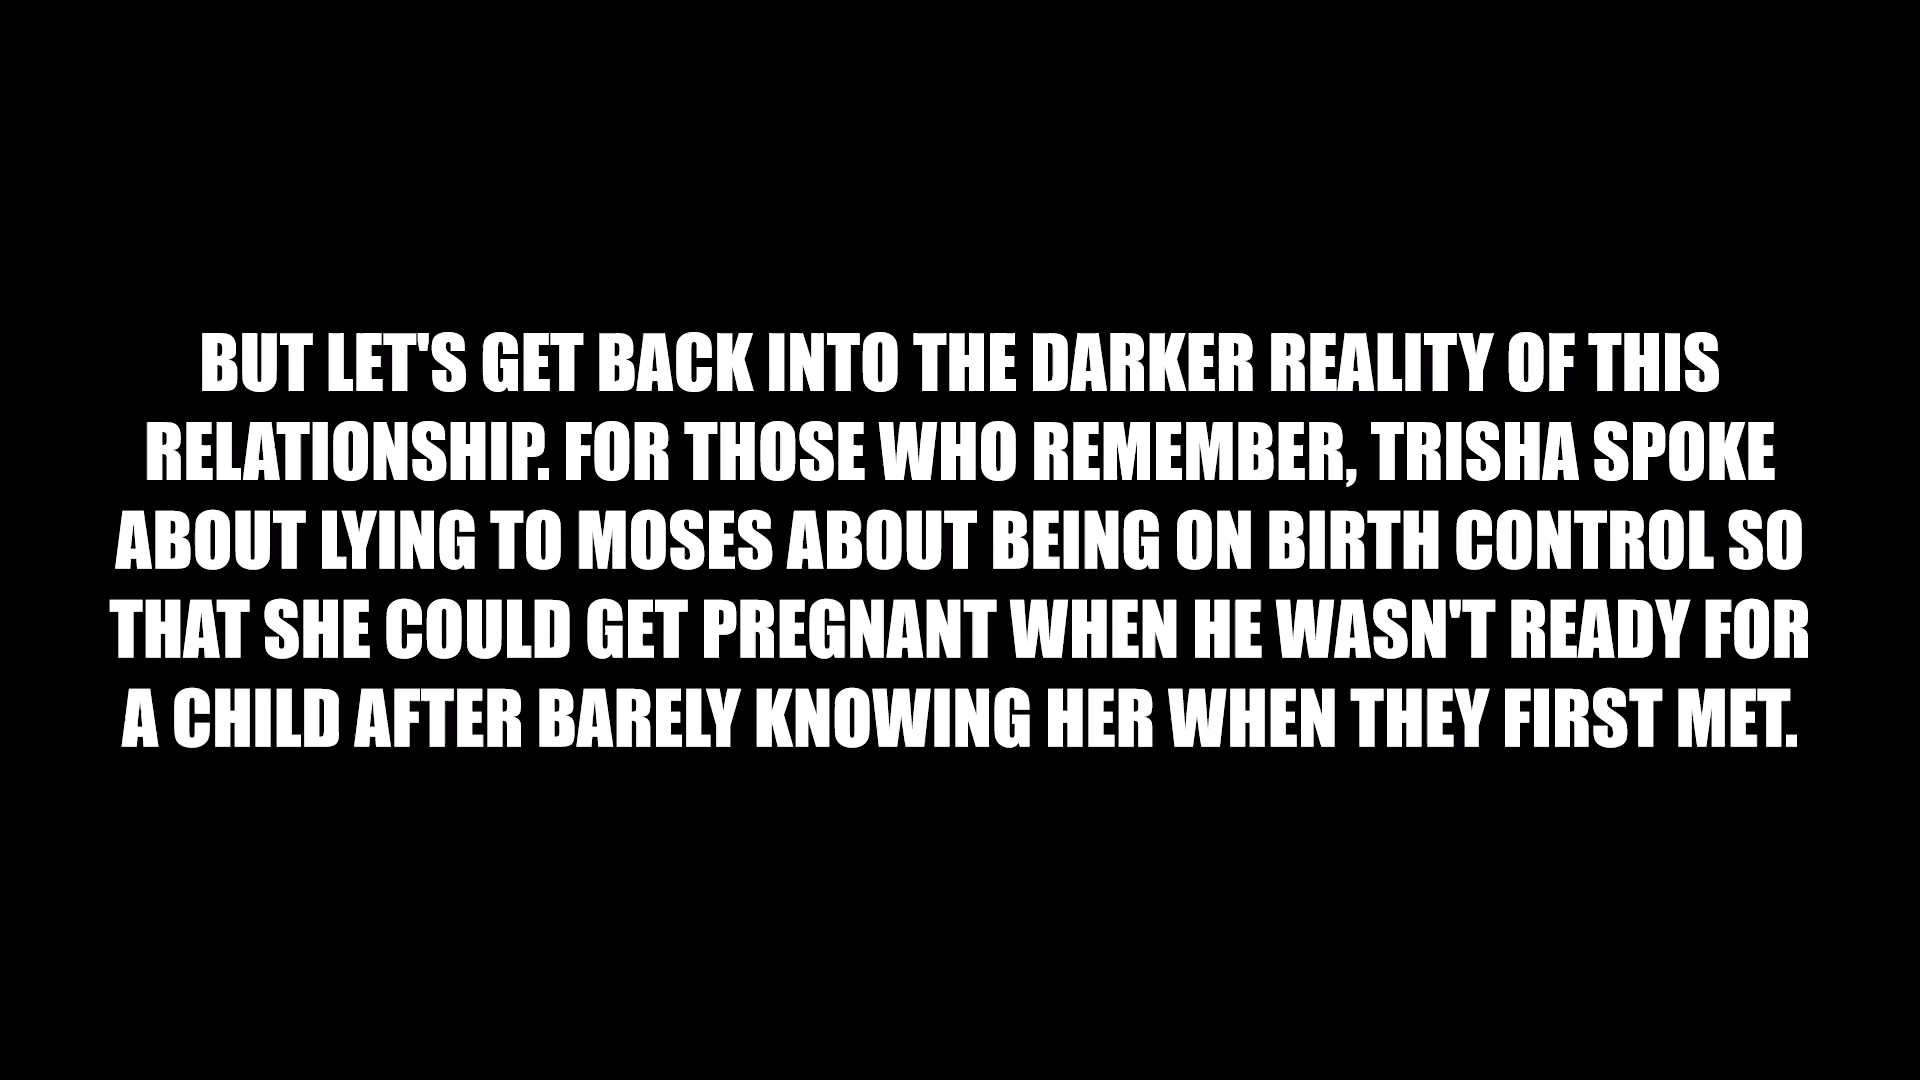 BUT LET'S GET BACK INTO THE DARKER REALITY OF THIS
RELATIONSHIP. FOR THOSE WHO REMEMBER, TRISHA SPOKE
ABOUT LYING TO MOSES ABOUT BEING ON BIRTH CONTROL SO
THAT SHE COULD GET PREGNANT WHEN HE WASN'T READY FOR
A CHILD AFTER BARELY KNOWING HER WHEN THEY FIRST MET.